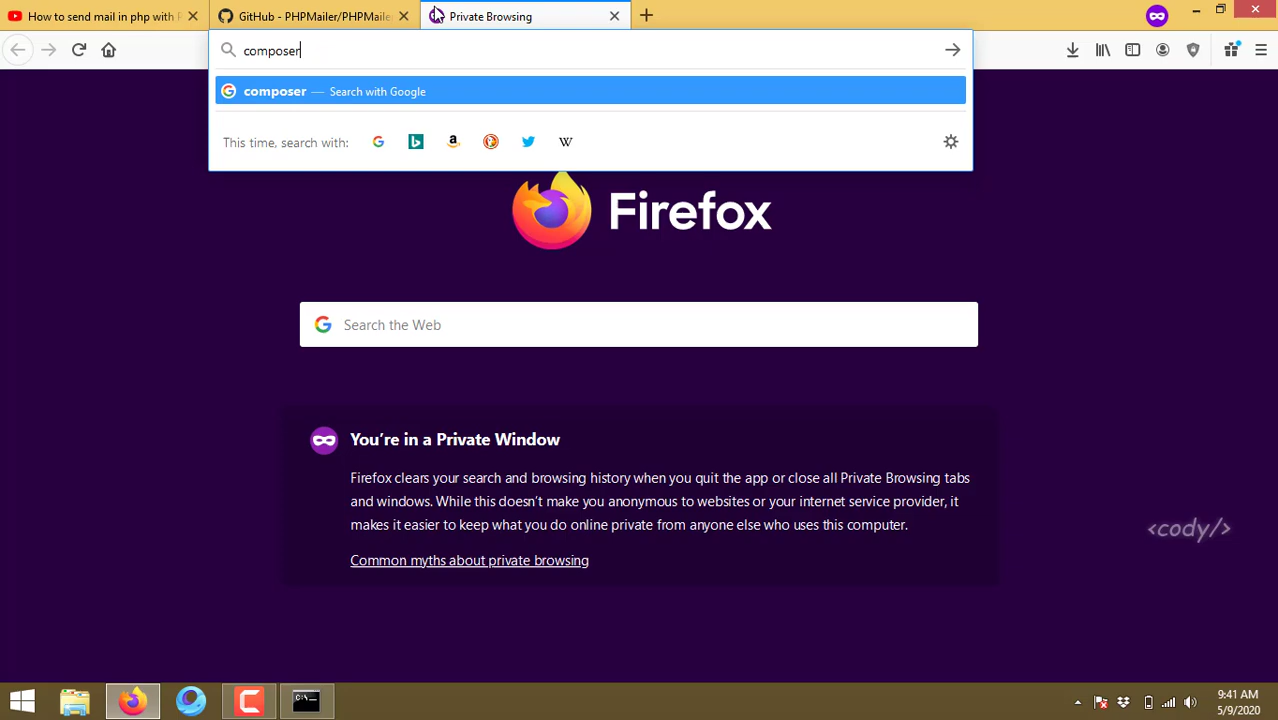 How to send mail in php with P
GitHub - PHPMailer/PHPMaile
Private Browsing
composer
composer — Search with Google
This time, search with:
Firefox
Search the Web
You're in a Private Window
Firefox clears your search and browsing history when you quit the app or close all Private Browsing tabs
and windows. While this doesn't make you anonymous to websites or your internet service provider, it
makes it easier to keep what you do online private from anyone else who uses this computer.
Common myths about private browsing
<cody/>
9:41 AM
5/9/2020